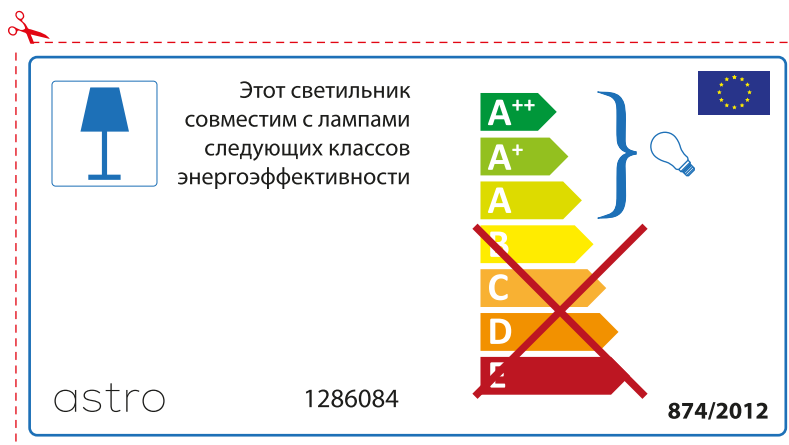 Этот светильник
совместим с лампами
следующих классов
энергоэффективности
A++
A+
A
B
C
D
E
astro
1286084
874/2012